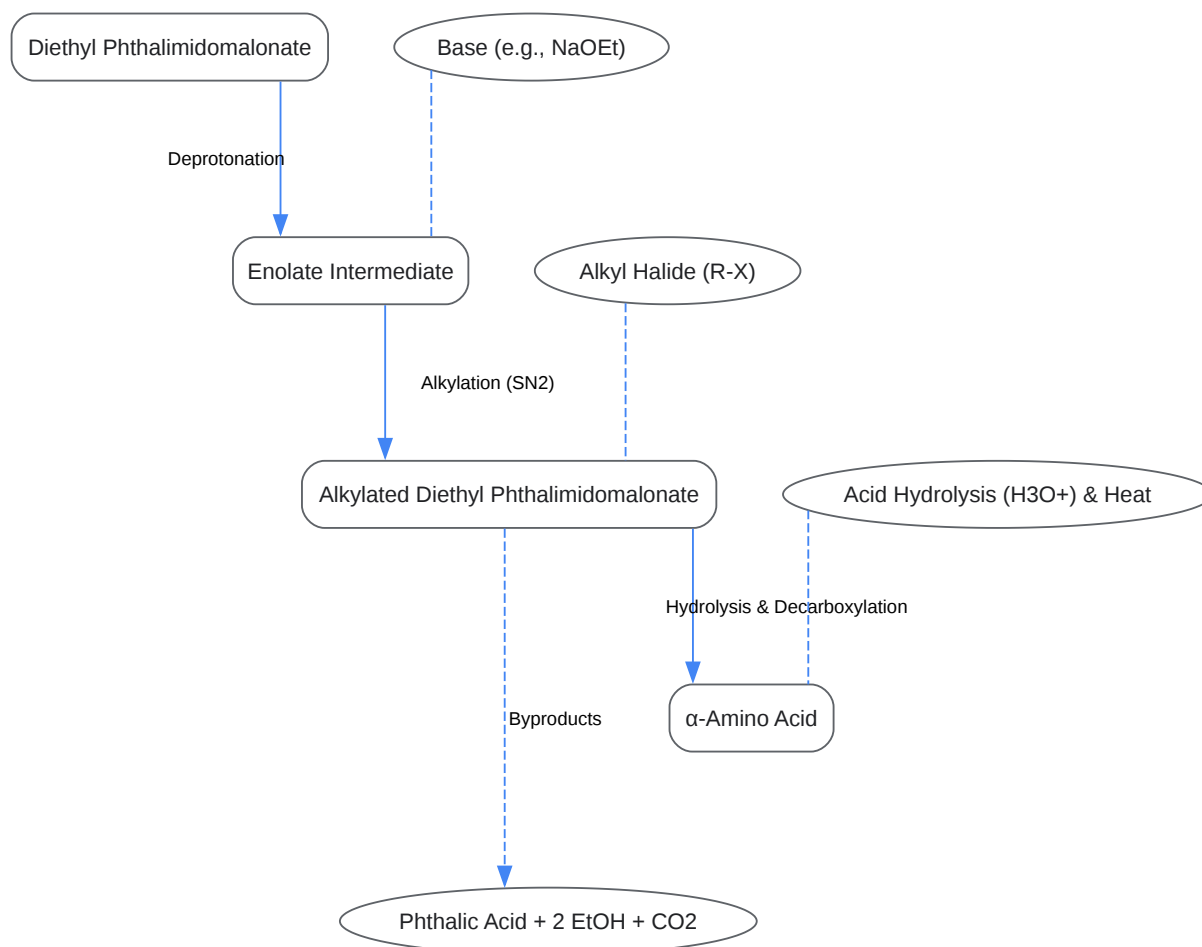 Diethyl Phthalimidomalonate
Base (e.g., NaOEt)
Deprotonation
Enolate Intermediate
Alkyl Halide (R-X)
Alkylation (SN2)
Alkylated Diethyl Phthalimidomalonate
Acid Hydrolysis (H3O+) & Heat
Hydrolysis & Decarboxylation
α-Amino Acid
Byproducts
Phthalic Acid + 2 EtOH + CO2